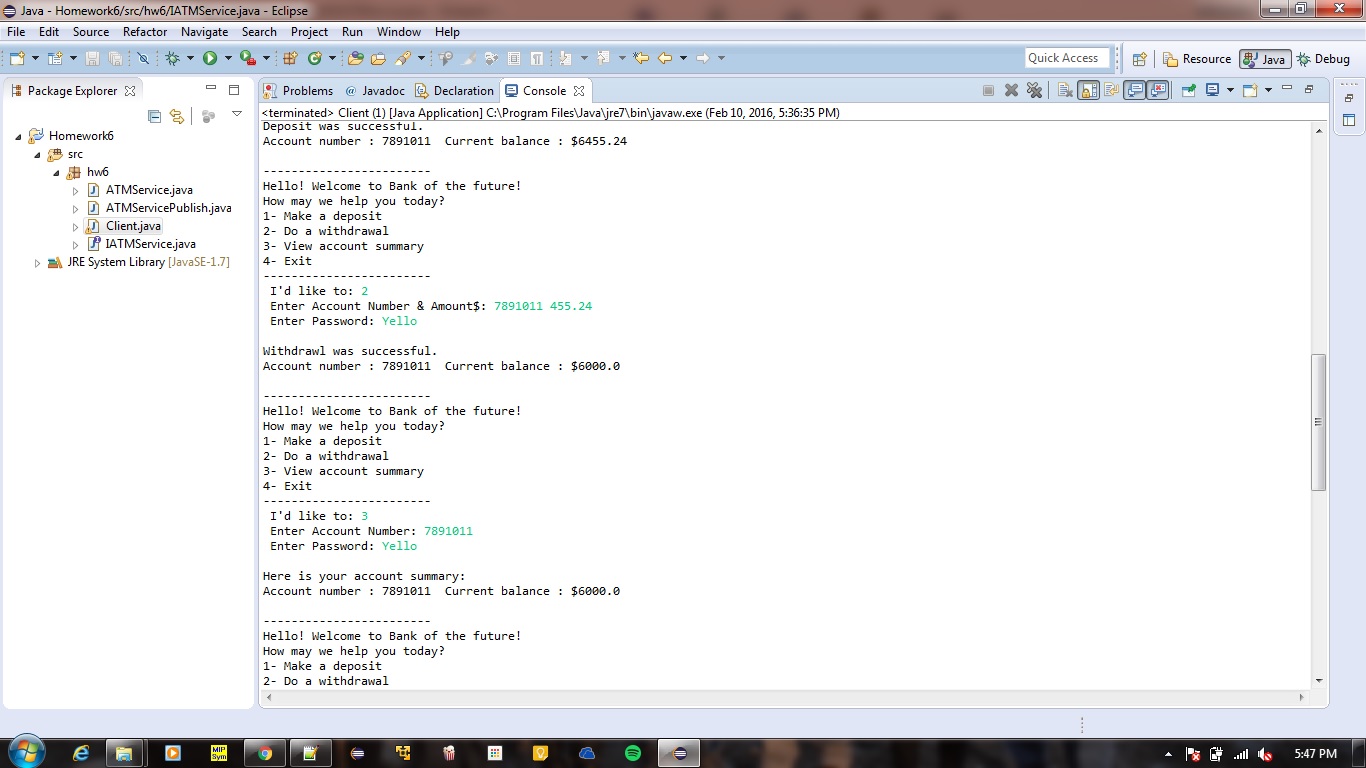 Java - Homework6/src/hw6/IATMService.java - Eclipse
File Edit Source Refactor Navigate Search Project Run Window Help
Quick Access Resource Java Debug
Package Explorer
Homework6
src
hw6
ATMService.java
ATMServicePublish.java
Client.java
IATMService.java
JRE System Library [JavaSE-1.7]
Problems @ Javadoc Declaration Console
<terminated> Client (1) [Java Application] C:\Program Files\Java\jre7\bin\javaw.exe (Feb 10, 2016, 5:36:35 PM)
Deposit was successful.
Account number : 7891011  Current balance : $6455.24
------------------------
Hello! Welcome to Bank of the future!
How may we help you today?
1- Make a deposit
2- Do a withdrawal
3- View account summary
4- Exit
------------------------
I'd like to: 2
Enter Account Number & Amount$: 7891011 455.24
Enter Password: Yello
Withdrawl was successful.
Account number : 7891011  Current balance : $6000.0
------------------------
Hello! Welcome to Bank of the future!
How may we help you today?
1- Make a deposit
2- Do a withdrawal
3- View account summary
4- Exit
------------------------
I'd like to: 3
Enter Account Number: 7891011
Enter Password: Yello
Here is your account summary:
Account number : 7891011  Current balance : $6000.0
------------------------
Hello! Welcome to Bank of the future!
How may we help you today?
1- Make a deposit
2- Do a withdrawal
MIP
Sym
5:47 PM